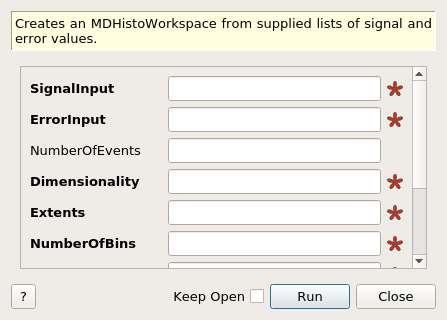 Creates an MDHistoWorkspace from supplied lists of signal and
error values.
SignalInput
ErrorInput
NumberOfEvents
Dimensionality
Extents
NumberOfBins
? Keep Open Run Close